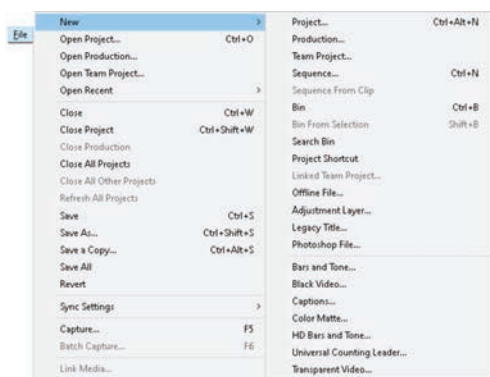 File
New >
Open Project... Ctrl+O
Open Production...
Open Team Project...
Open Recent >
Close Ctrl+W
Close Project Ctrl+Shift+W
Close Production
Close All Projects
Close All Other Projects
Refresh All Projects
Save Ctrl+S
Save As... Ctrl+Shift+S
Save a Copy... Ctrl+Alt+S
Save All
Revert
Sync Settings >
Capture... F5
Batch Capture... F6
Link Media...
Project... Ctrl+Alt+N
Production...
Team Project...
Sequence... Ctrl+N
Sequence From Clip
Bin Ctrl+B
Bin From Selection Shift+B
Search Bin
Project Shortcut
Linked Team Project...
Offline File...
Adjustment Layer...
Legacy Title...
Photoshop File...
Bars and Tone...
Black Video...
Captions...
Color Matte...
HD Bars and Tone...
Universal Counting Leader...
Transparent Video...